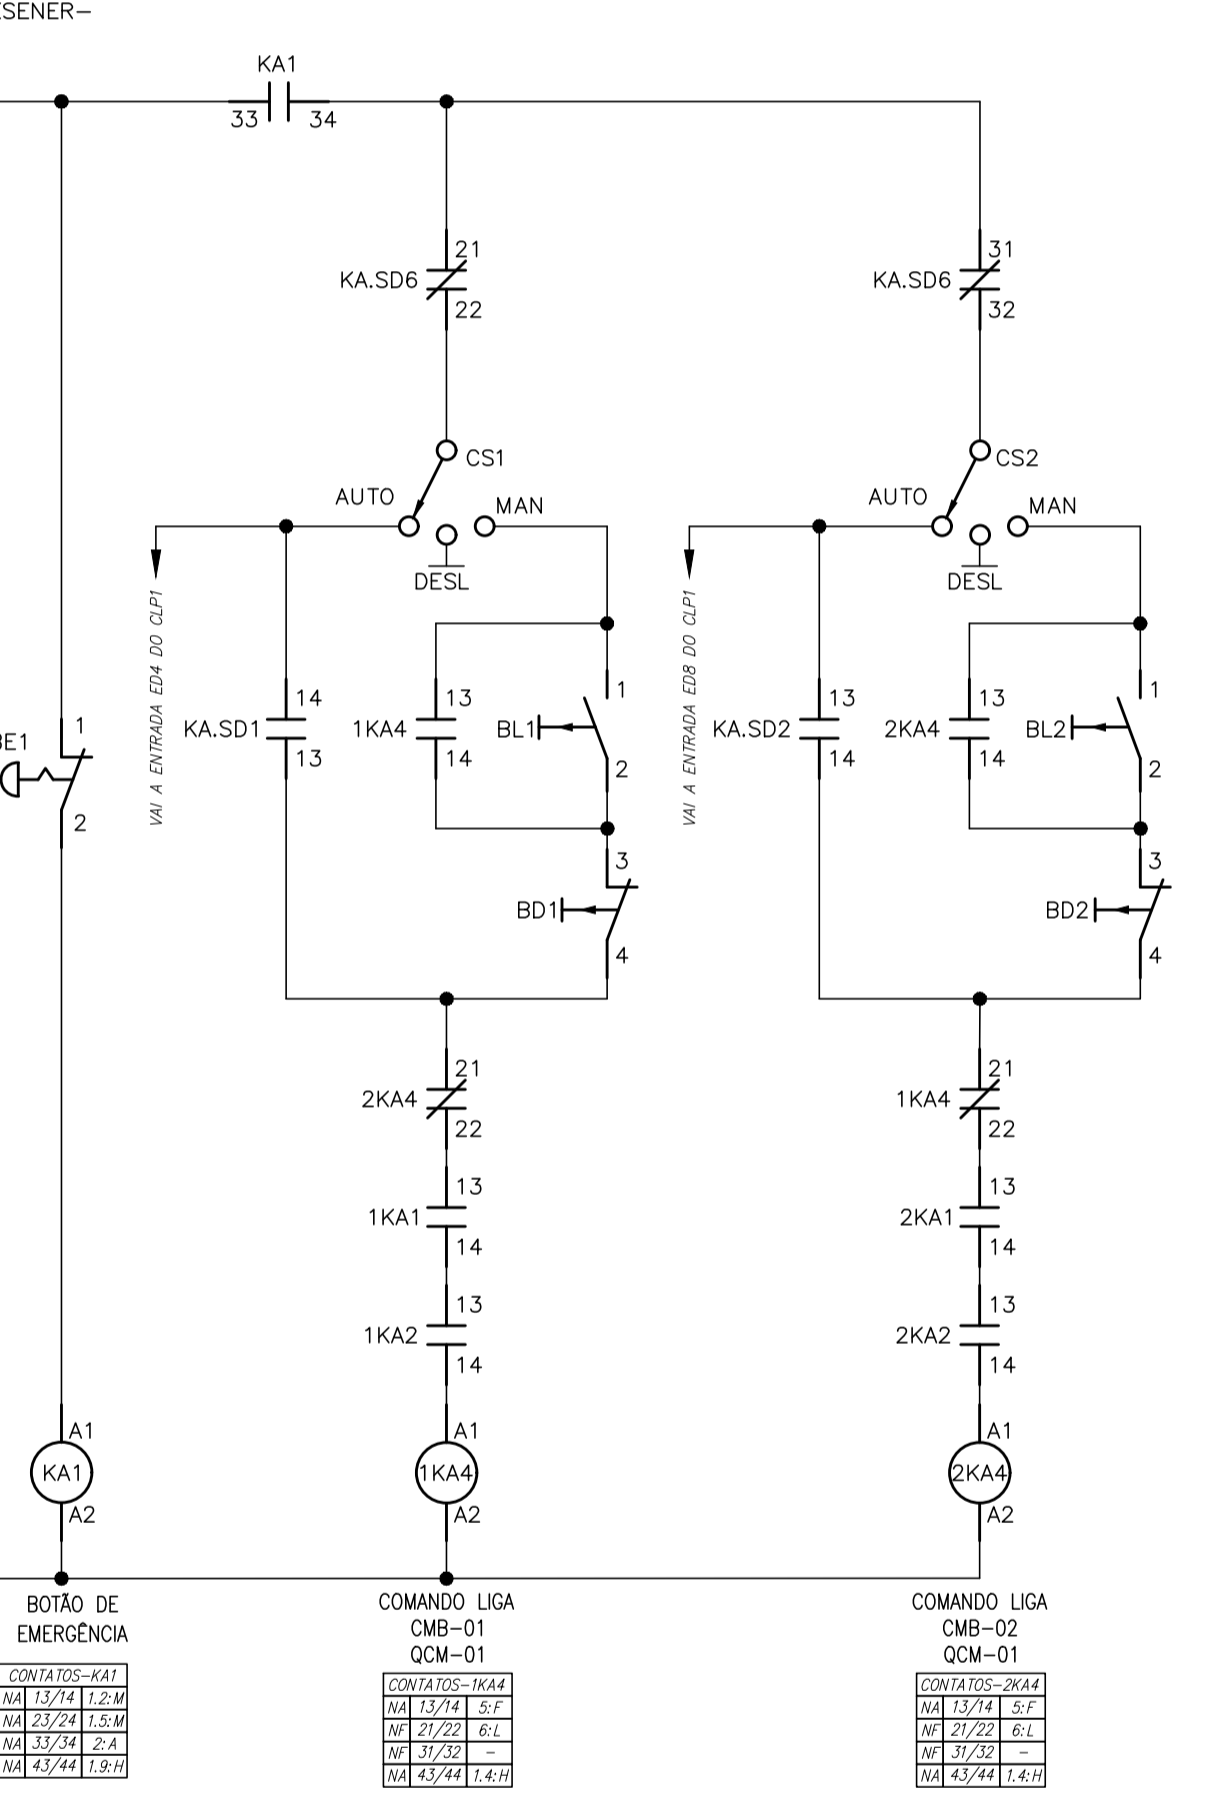 ESENER-
KA1
33 34
21
KA.SD6
22
31
KA.SD6
32
CS1
AUTO
MAN
DESL
CS2
AUTO
MAN
DESL
VAI A ENTRADA ED4 DO CLP1
14
KA.SD1
13
13
1KA4
14
1
BL1
2
VAI A ENTRADA ED8 DO CLP1
13
KA.SD2
14
13
2KA4
14
1
BL2
2
1
BE1
2
3
BD1
4
3
BD2
4
21
2KA4
22
21
1KA4
22
13
1KA1
14
13
2KA1
14
13
1KA2
14
13
2KA2
14
A1
KA1
A2
A1
1KA4
A2
A1
2KA4
A2
BOTÃO DE
EMERGÊNCIA
COMANDO LIGA
CMB-01
QCM-01
COMANDO LIGA
CMB-02
QCM-01
CONTATOS-KA1
NA 13/14 1.2:M
NA 23/24 1.5:M
NA 33/34 2:A
NA 43/44 1.9:H
CONTATOS-1KA4
NA 13/14 5:F
NF 21/22 6:L
NF 31/32 -
NA 43/44 1.4:H
CONTATOS-2KA4
NA 13/14 5:F
NF 21/22 6:L
NF 31/32 -
NA 43/44 1.4:H